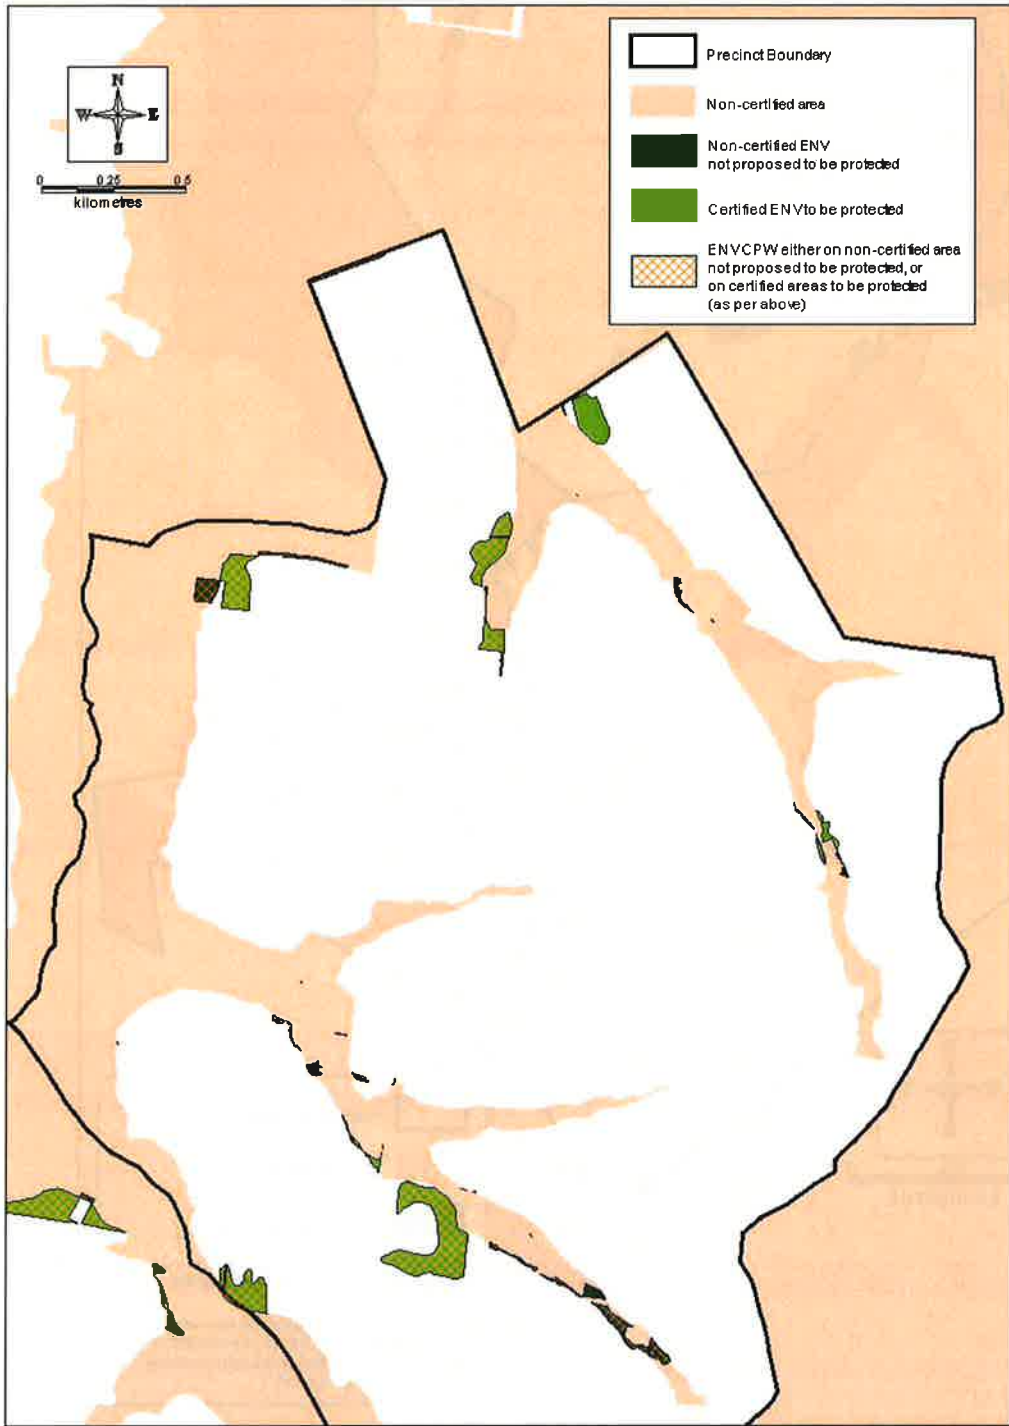 Precinct Boundary
Non-certified area
Non-certified ENV
not proposed to be protected
Certified ENV to be protected
ENVCPW either on non-certified area
not proposed to be protected, or
on certified areas to be protected
(as per above)
N
W E
S
0 0.25 0.5
kilometres